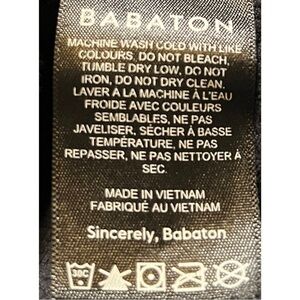 BABATON
MACHINE WASH COLD WITH LIKE
COLOURS, DO NOT BLEACH,
TUMBLE DRY LOW, DO NOT
IRON, DO NOT DRY CLEAN.
LAVER A LA MACHINE À L'EAU
FROIDE AVEC COULEURS
SEMBLABLES, NE PAS
JAVELISER, SÉCHER À BASSE
TEMPÉRATURE, NE PAS
REPASSER, NE PAS NETTOYER À
SEC.
MADE IN VIETNAM
FABRIQUÉ AU VIETNAM
Sincerely, Babaton
30C